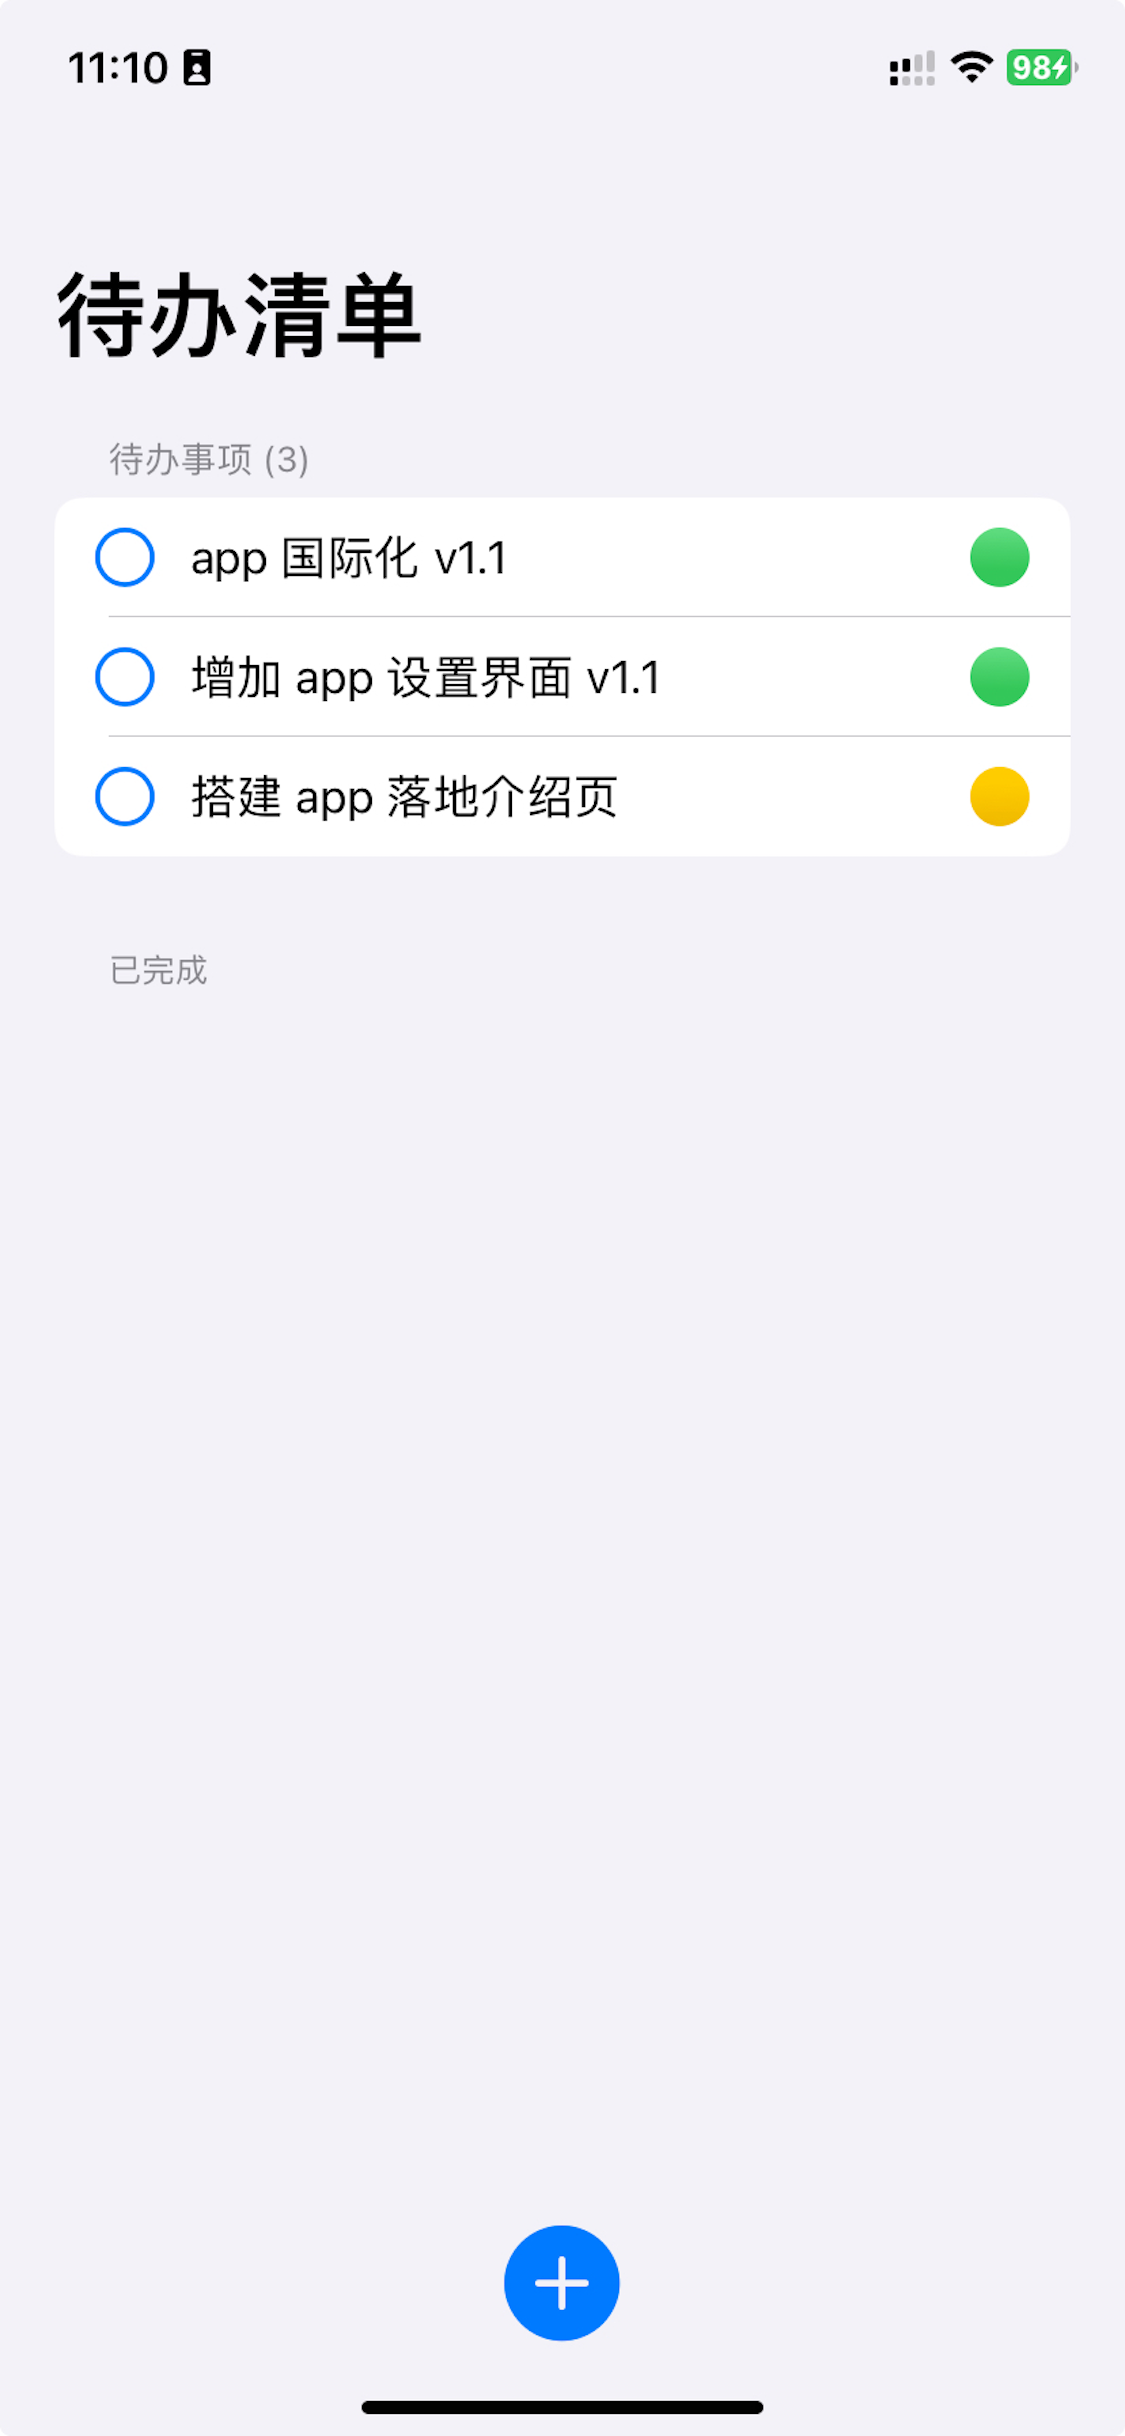 11:10
98
待办清单
待办事项 (3)
app 国际化 v1.1
增加 app 设置界面 v1.1
搭建 app 落地介绍页
已完成